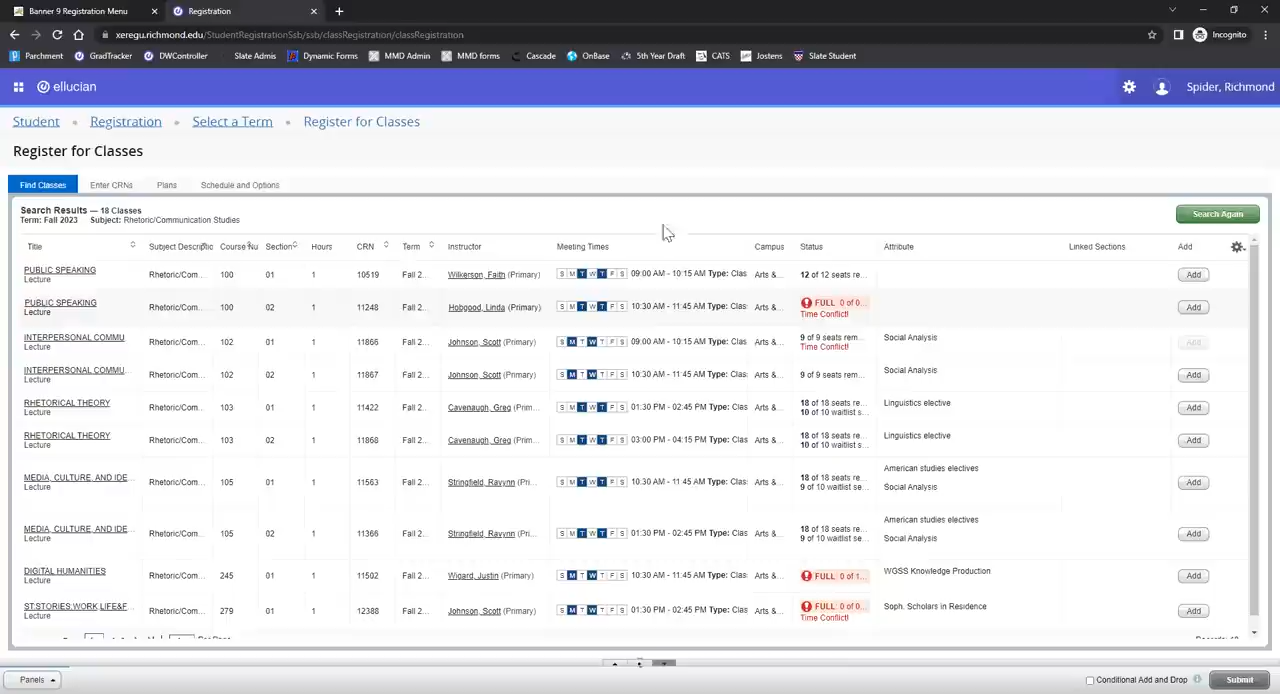 Banner 9 Registration Menu
Registration
xeregu.richmond.edu/StudentRegistrationSsb/ssb/classRegistration/classRegistration
Incognito
Parchment GradTracker DWController Slate Admis Dynamic Forms MMD Admin MMD forms Cascade OnBase 5th Year Draft CATS Jostens Slate Student
ellucian
Spider, Richmond
Student Registration Select a Term Register for Classes
Register for Classes
Find Classes Enter CRNs Plans Schedule and Options
Search Results — 18 Classes
Term: Fall 2023 Subject: Rhetoric/Communication Studies
Search Again
Title Subject Descriptic Course Nu Section Hours CRN Term Instructor Meeting Times Campus Status Attribute Linked Sections Add
PUBLIC SPEAKING
Lecture
Rhetoric/Com... 100 01 1 10519 Fall 2... Wilkerson, Faith (Primary) S M T W T F S 09:00 AM - 10:15 AM Type: Clas Arts &... 12 of 12 seats re... Add
PUBLIC SPEAKING
Lecture
Rhetoric/Com... 100 02 1 11248 Fall 2... Hobgood, Linda (Primary) S M T W T F S 10:30 AM - 11:45 AM Type: Clas Arts &... FULL: 0 of 0... Add
Time Conflict!
INTERPERSONAL COMMU
Lecture
Rhetoric/Com... 102 01 1 11866 Fall 2... Johnson, Scott (Primary) S M T W T F S 09:00 AM - 10:15 AM Type: Clas Arts &... 9 of 9 seats rem... Social Analysis Add
Time Conflict!
INTERPERSONAL COMMU...
Lecture
Rhetoric/Com... 102 02 1 11867 Fall 2... Johnson, Scott (Primary) S M T W T F S 10:30 AM - 11:45 AM Type: Clas Arts &... 9 of 9 seats rem... Social Analysis Add
RHETORICAL THEORY
Lecture
Rhetoric/Com... 103 01 1 11422 Fall 2... Cavenaugh, Greg (Prim... S M T W T F S 01:30 PM - 02:45 PM Type: Clas Arts &... 18 of 18 seats re... Linguistics elective Add
10 of 10 waitlist s...
RHETORICAL THEORY
Lecture
Rhetoric/Com... 103 02 1 11868 Fall 2... Cavenaugh, Greg (Prim... S M T W T F S 03:00 PM - 04:15 PM Type: Clas Arts &... 18 of 18 seats re... Linguistics elective Add
10 of 10 waitlist s...
MEDIA, CULTURE, AND IDE...
Lecture
Rhetoric/Com... 105 01 1 11563 Fall 2... Stringfield, Ravynn (Pri... S M T W T F S 10:30 AM - 11:45 AM Type: Clas Arts &... 18 of 18 seats re... American studies electives Add
9 of 10 waitlist se... Social Analysis
MEDIA, CULTURE, AND IDE...
Lecture
Rhetoric/Com... 105 02 1 11366 Fall 2... Stringfield, Ravynn (Pri... S M T W T F S 01:30 PM - 02:45 PM Type: Clas Arts &... 18 of 18 seats re... American studies electives Add
9 of 10 waitlist se... Social Analysis
DIGITAL HUMANITIES
Lecture
Rhetoric/Com... 245 01 1 11502 Fall 2... Wigard, Justin (Primary) S M T W T F S 10:30 AM - 11:45 AM Type: Clas Arts &... FULL: 0 of 1... WGSS Knowledge Production Add
ST:STORIES:WORK,LIFE&F...
Lecture
Rhetoric/Com... 279 01 1 12388 Fall 2... Johnson, Scott (Primary) S M T W T F S 01:30 PM - 02:45 PM Type: Clas Arts &... FULL: 0 of 0... Soph. Scholars in Residence Add
Time Conflict!
Panels
Conditional Add and Drop Submit